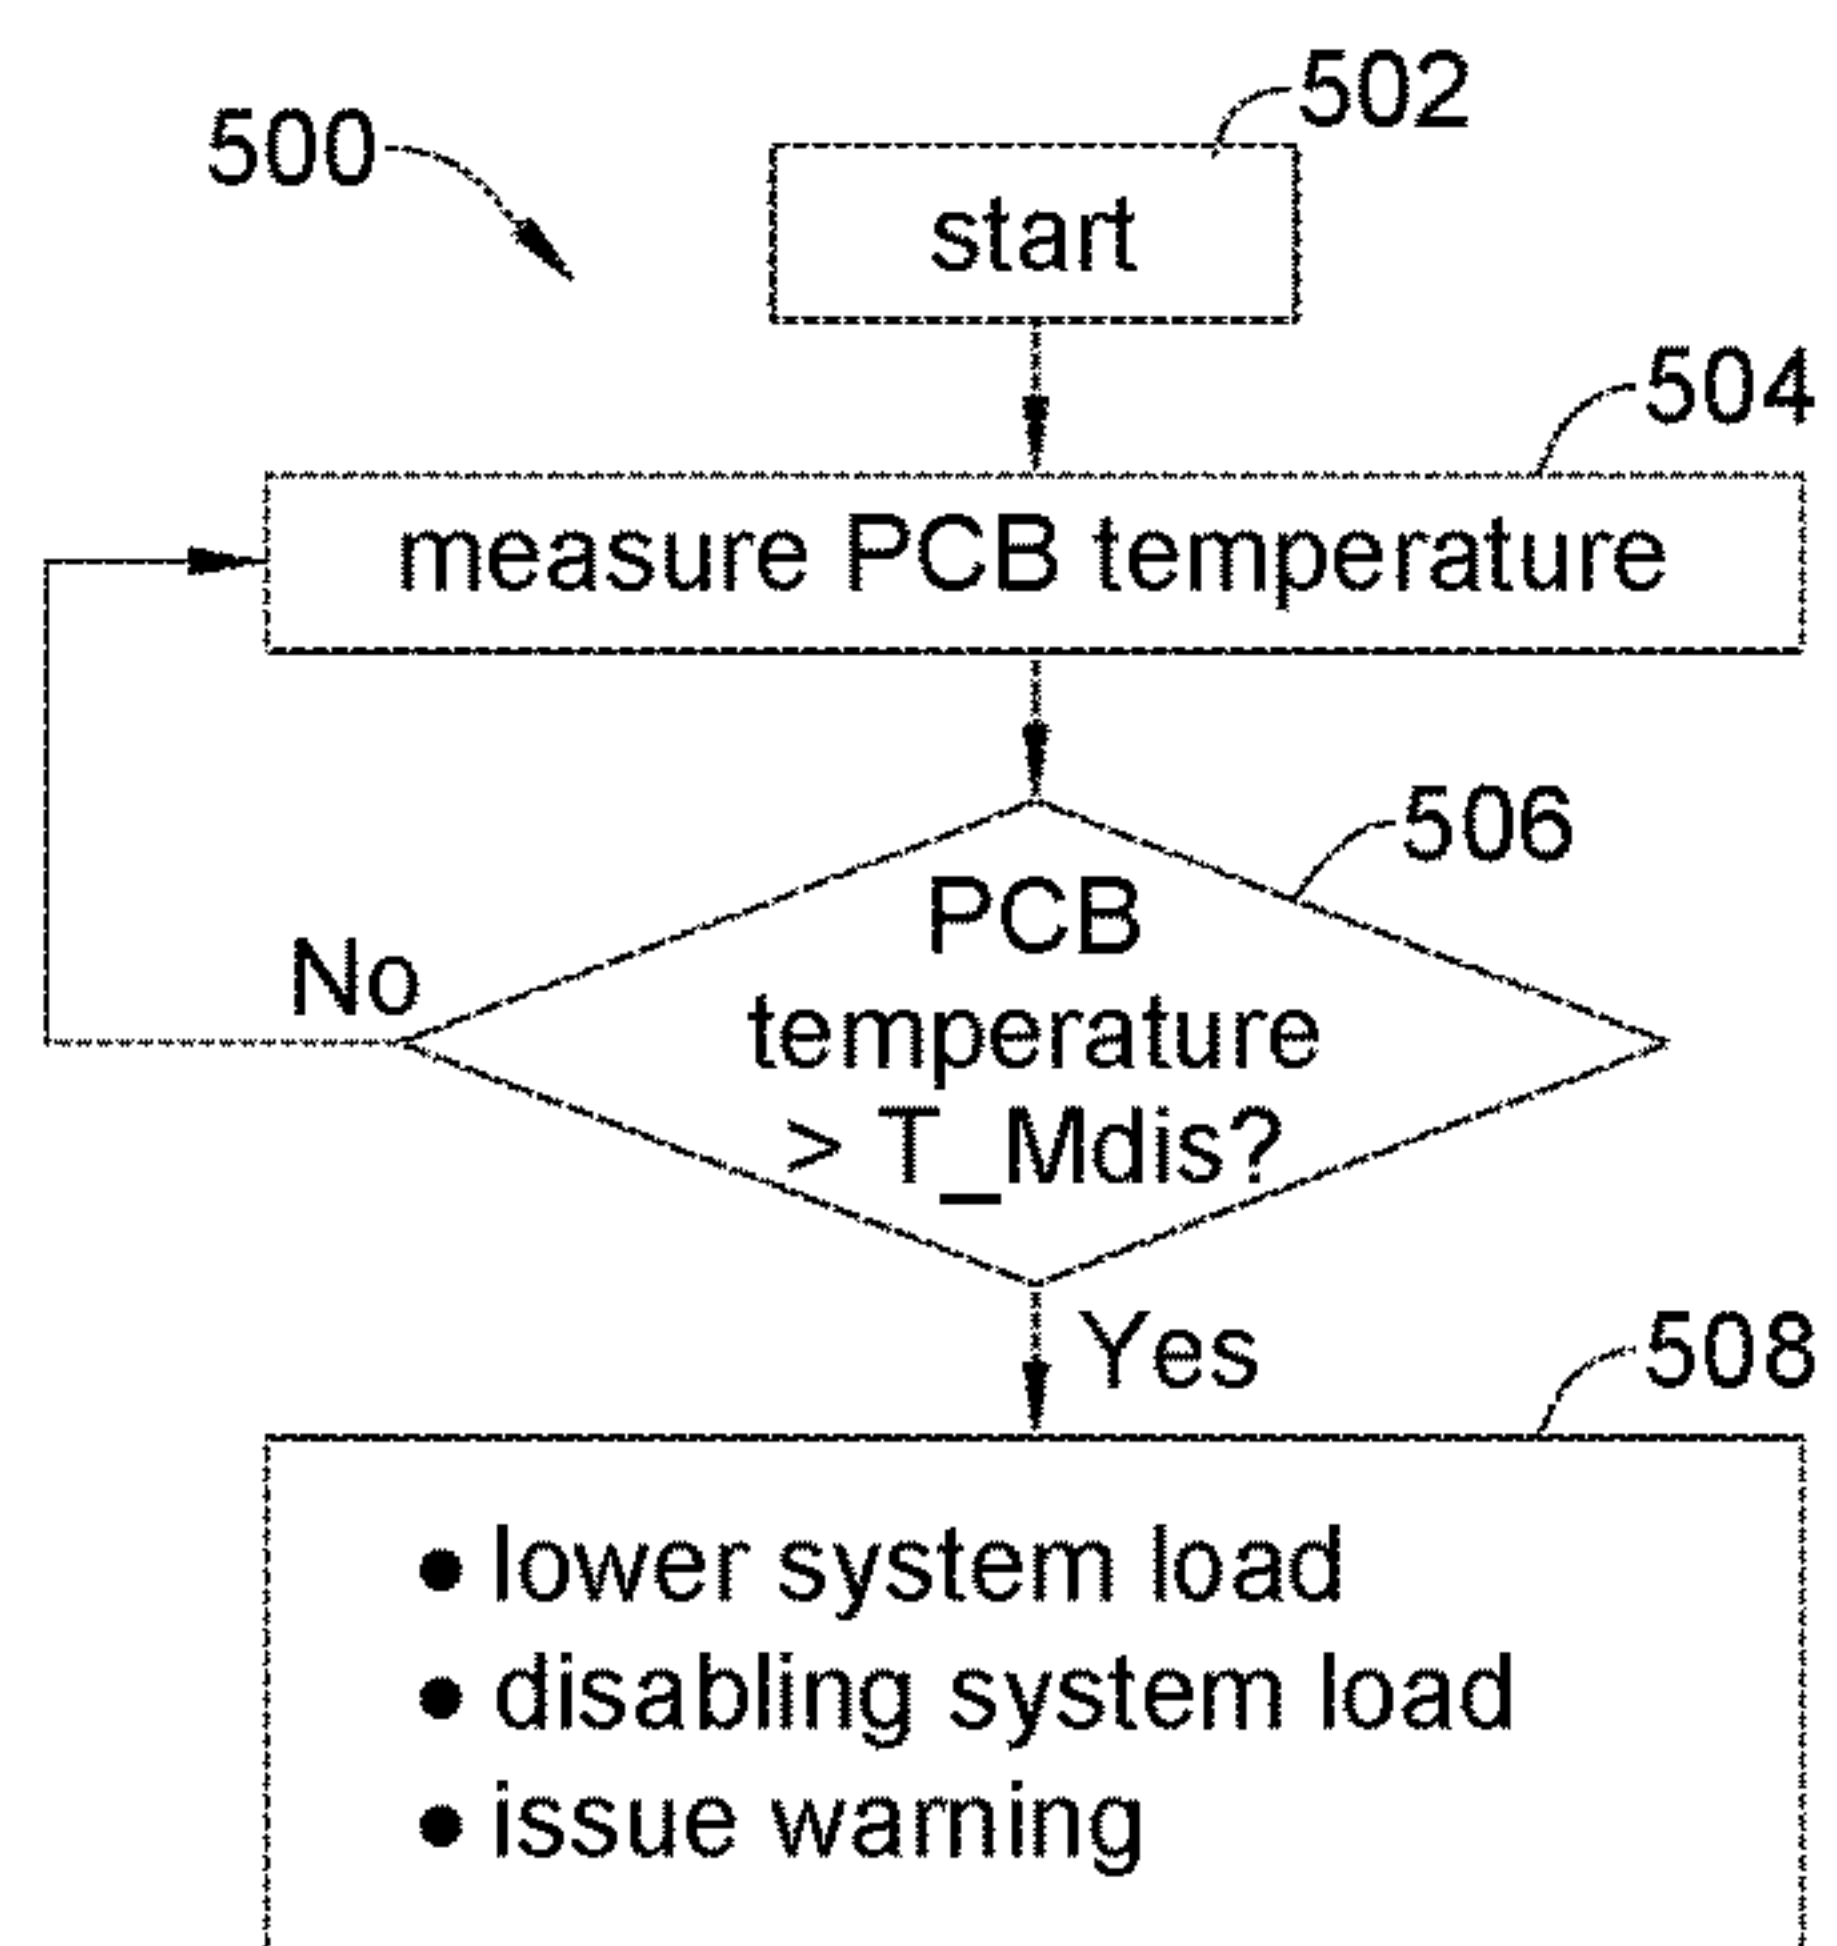 502
500
start
504
measure PCB temperature
506
PCB
temperature
> T_Mdis?
No
Yes
508
● lower system load
● disabling system load
● issue warning